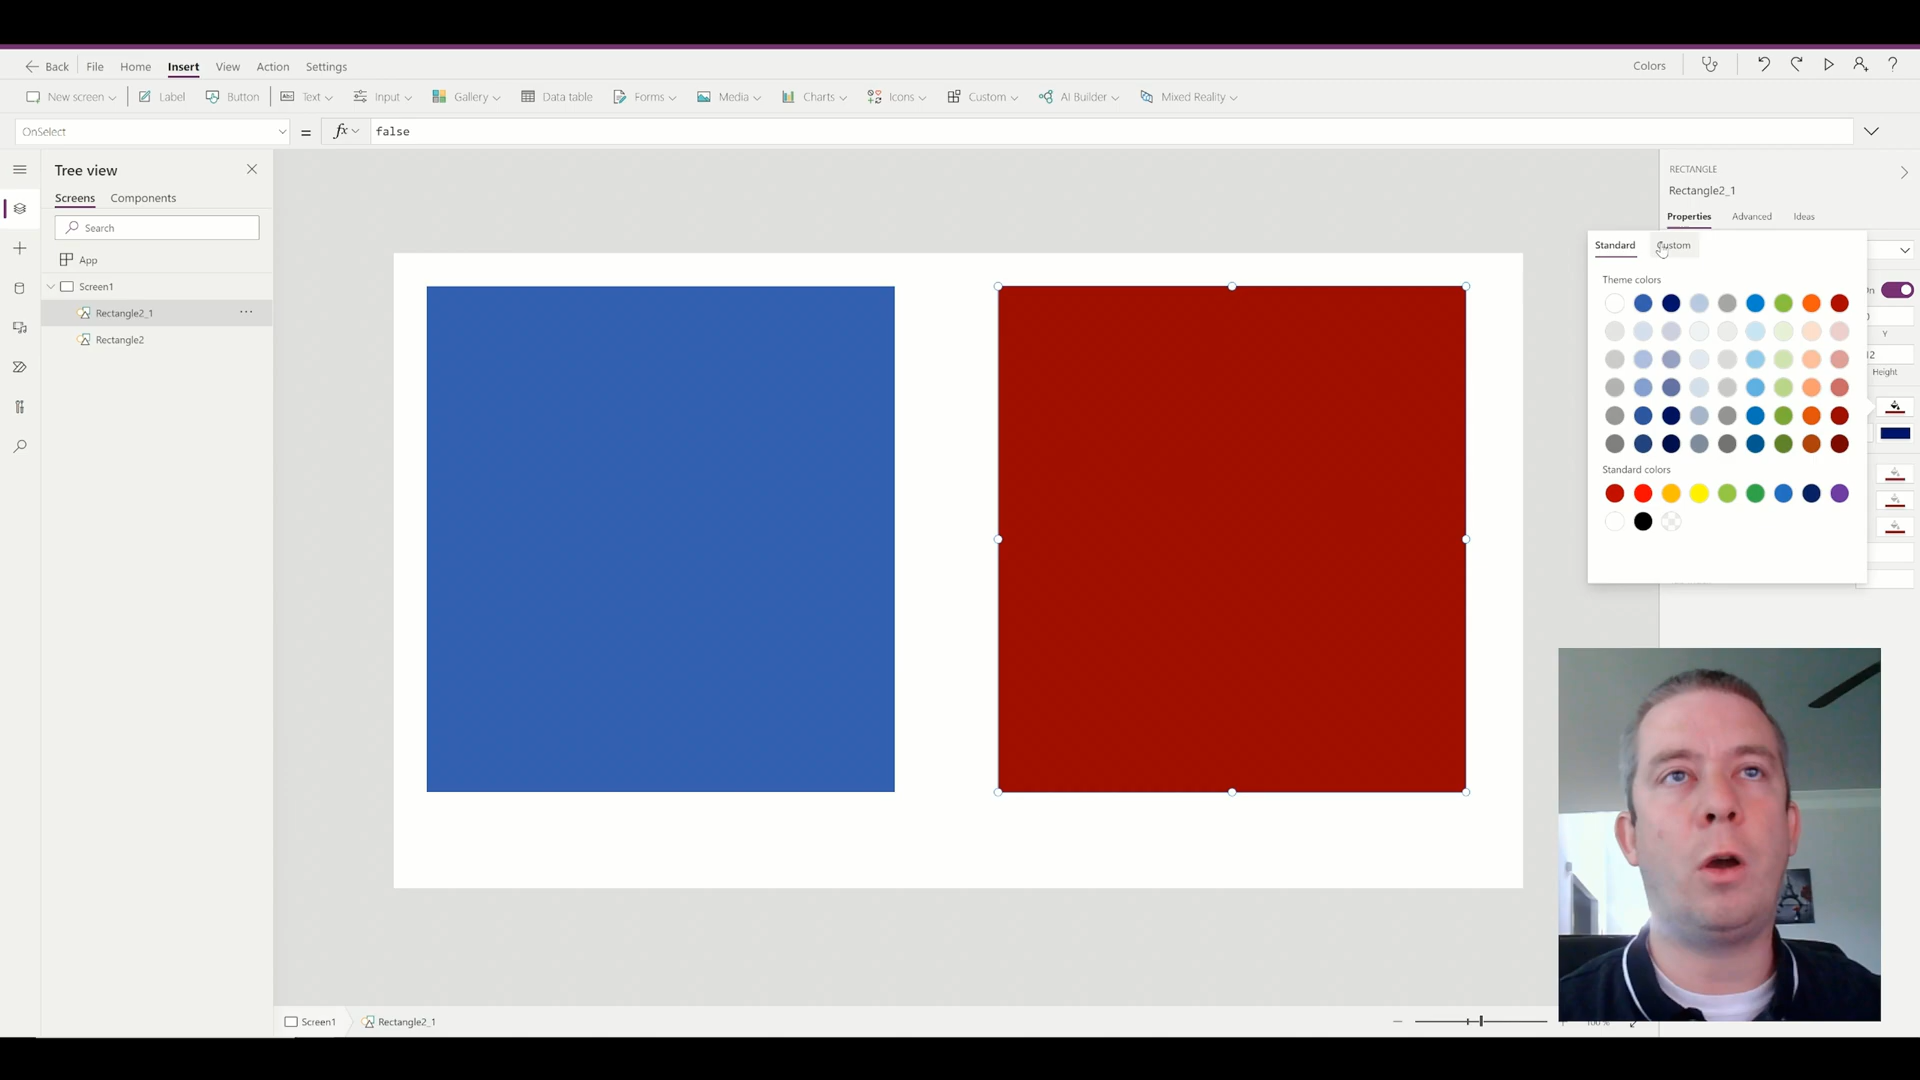 Back File Home Insert View Action Settings Colors ?
New screen Label Button Text Input Gallery Data table Forms Media Charts Icons Custom AI Builder Mixed Reality
OnSelect = fx false
Tree view
Screens Components
Search
App
Screen1
Rectangle2_1 ...
Rectangle2
RECTANGLE
Rectangle2_1
Properties Advanced Ideas
Standard Custom
Theme colors
Y
Height
Standard colors
Screen1 Rectangle2_1